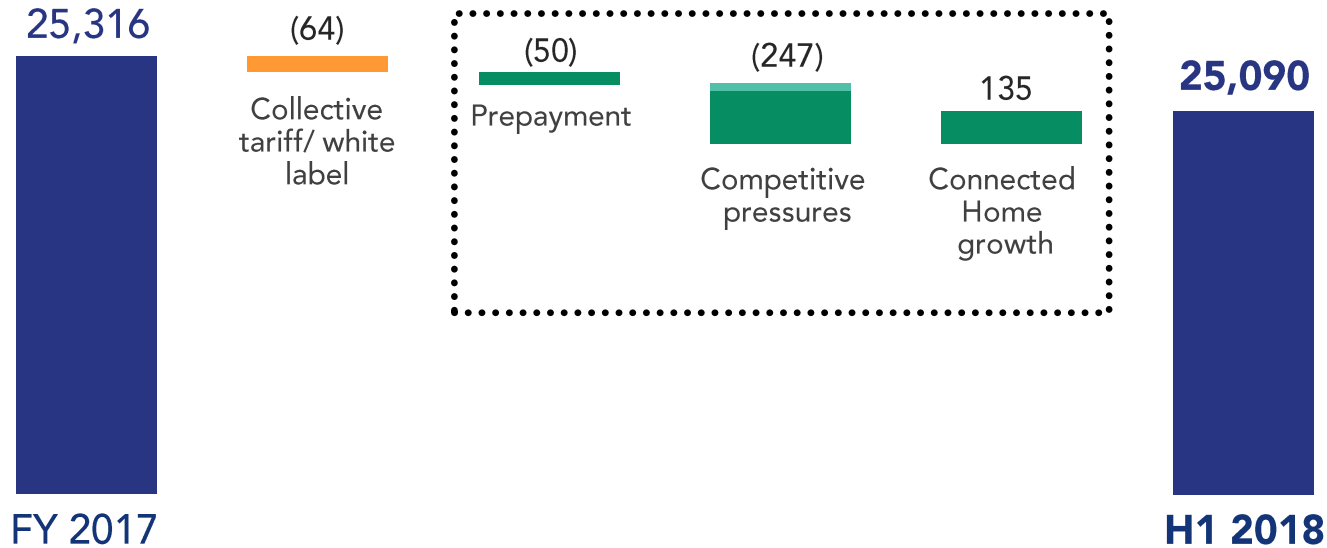 25,316
FY 2017
(64)
Collective
tariff/ white
label
(50)
Prepayment
(247)
Competitive
pressures
135
Connected
Home
growth
25,090
H1 2018